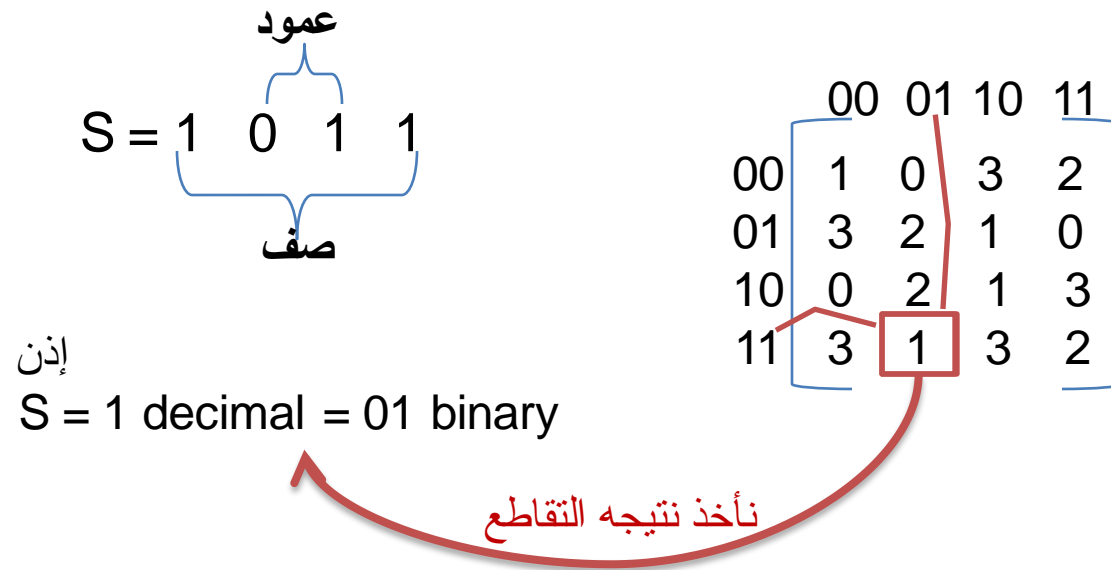 عمود
S = 1 0 1 1
صف
إذن
S = 1 decimal = 01 binary
00 01 10 11
00 1 0 3 2
01 3 2 1 0
10 0 2 1 3
11 3 1 3 2
نأخذ نتيجه التقاطع